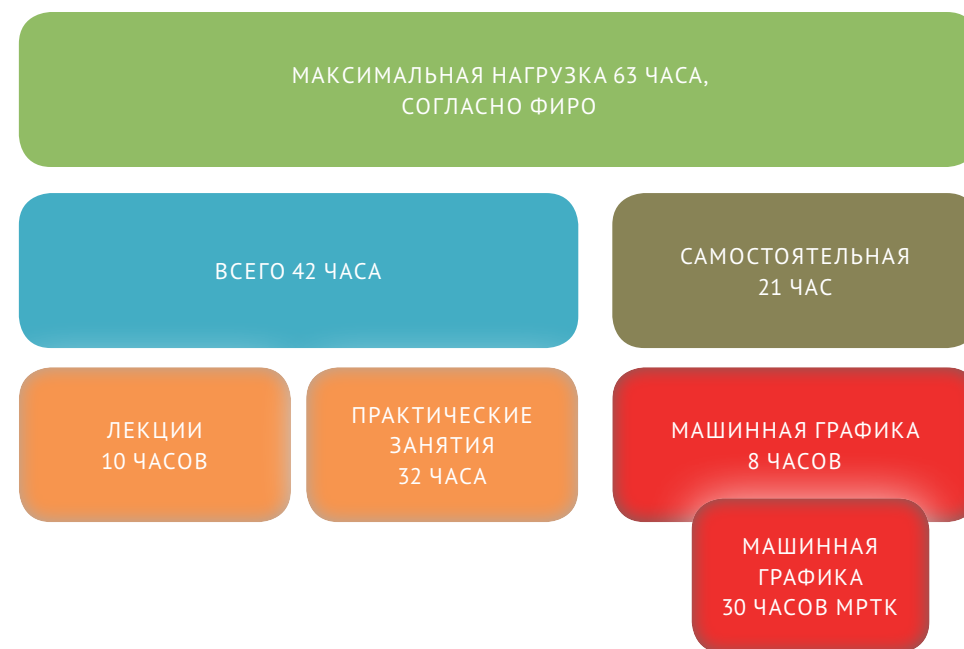 МАКСИМАЛЬНАЯ НАГРУЗКА 63 ЧАСА,
СОГЛАСНО ФИРО
ВСЕГО 42 ЧАСА
САМОСТОЯТЕЛЬНАЯ
21 ЧАС
ЛЕКЦИИ
10 ЧАСОВ
ПРАКТИЧЕСКИЕ
ЗАНЯТИЯ
32 ЧАСА
МАШИННАЯ ГРАФИКА
8 ЧАСОВ
МАШИННАЯ
ГРАФИКА
30 ЧАСОВ МРТК